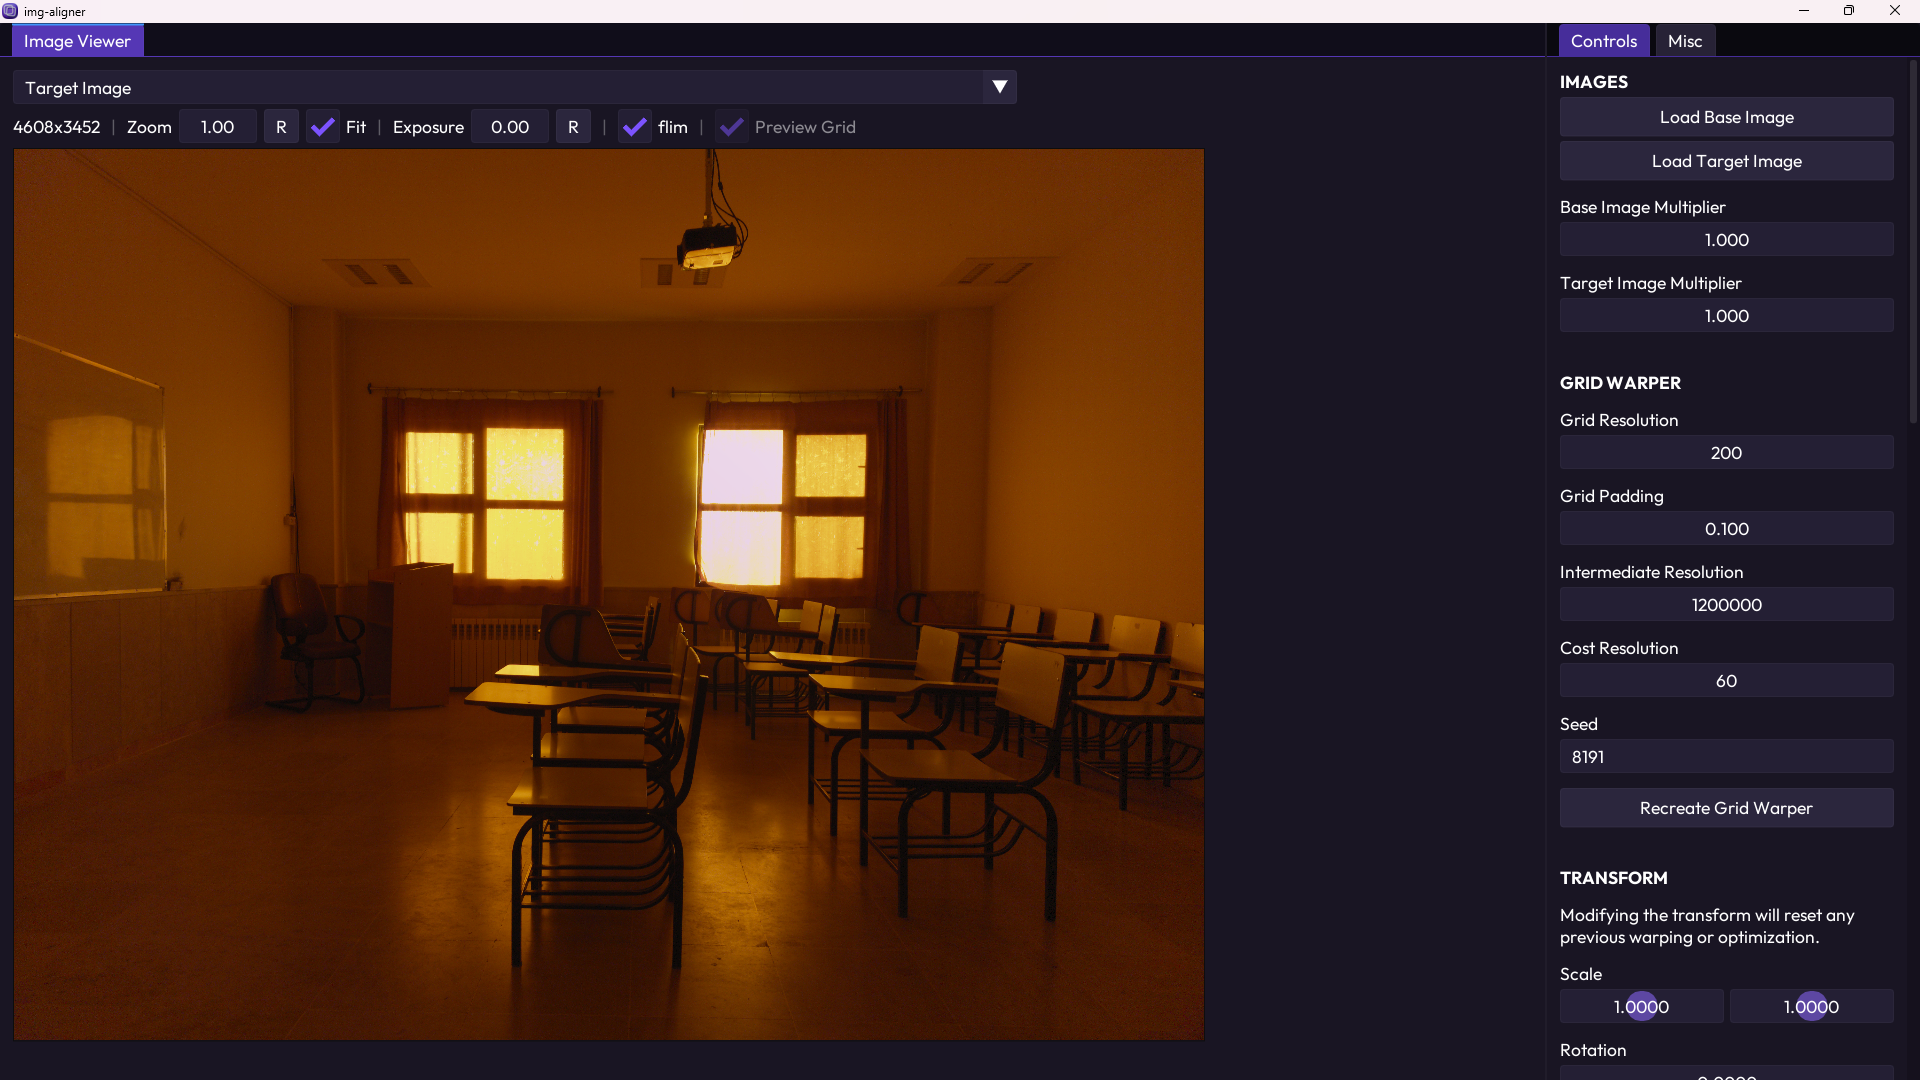 img-aligner
Image Viewer
Controls Misc
Target Image
4608x3452 | Zoom 1.00 R Fit | Exposure 0.00 R | flim | Preview Grid
IMAGES
Load Base Image
Load Target Image
Base Image Multiplier
1.000
Target Image Multiplier
1.000
GRID WARPER
Grid Resolution
200
Grid Padding
0.100
Intermediate Resolution
1200000
Cost Resolution
60
Seed
8191
Recreate Grid Warper
TRANSFORM
Modifying the transform will reset any
previous warping or optimization.
Scale
1.0000 1.0000
Rotation